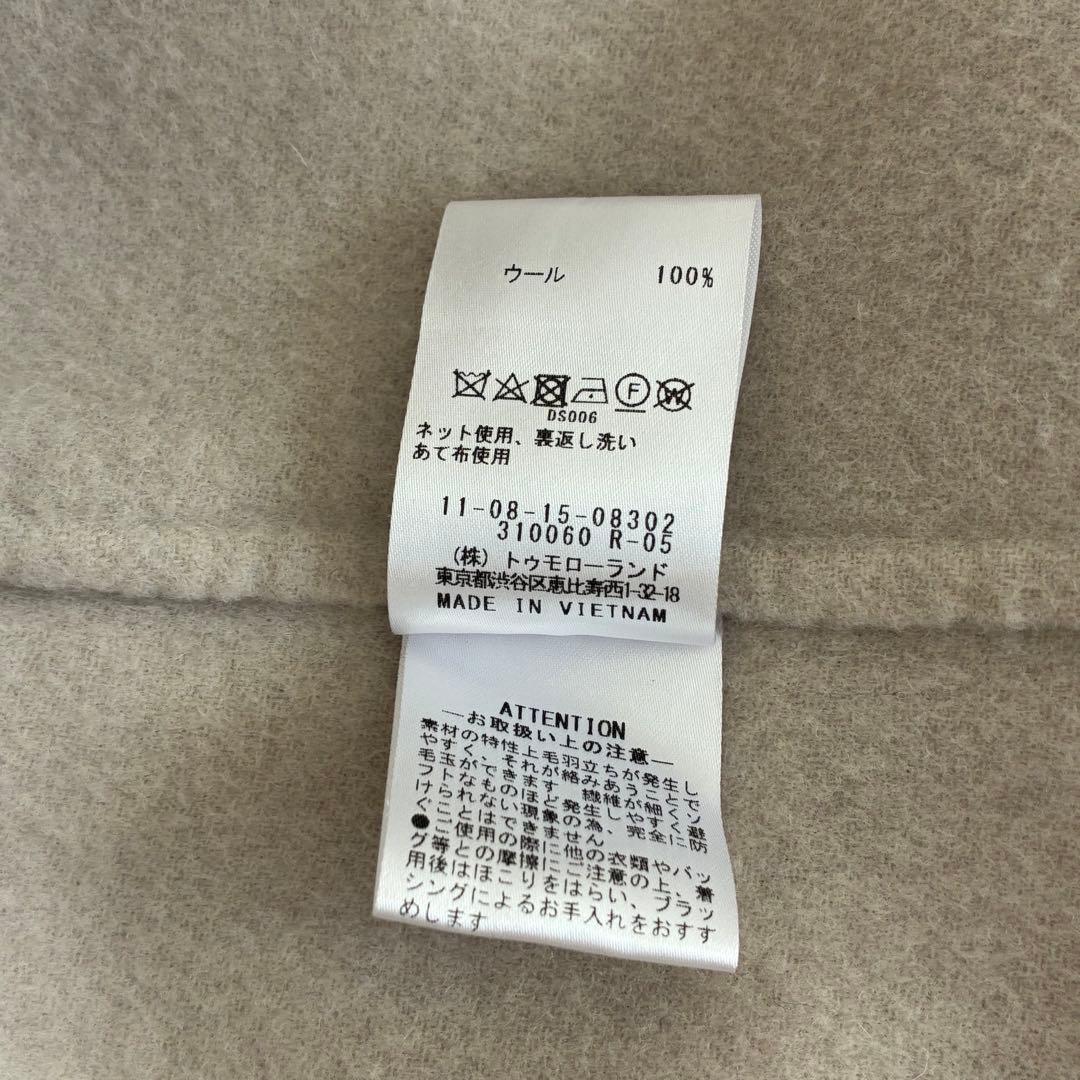 ウール 100%
F W
DS006
ネット使用、裏返し洗い
あて布使用
11-08-15-08302
310060 R-05
(株) トゥモローランド
東京都渋谷区恵比寿西1-32-18
MADE IN VIETNAM
ATTENTION
―お取扱い上の注意―
素材の特性上毛羽立ちが発生し
やすく、それが絡みあうことで
毛玉ができます 繊維が細くソ
フトなものほど発生しやすく避
けられない現象の為、完全に防
ぐことはできません
●ご使用の際に他の衣類やバッ
グ等との摩擦にご注意の上、着
用後はほこりをはらい、ブラッ
シングによるお手入れをおすす
めします